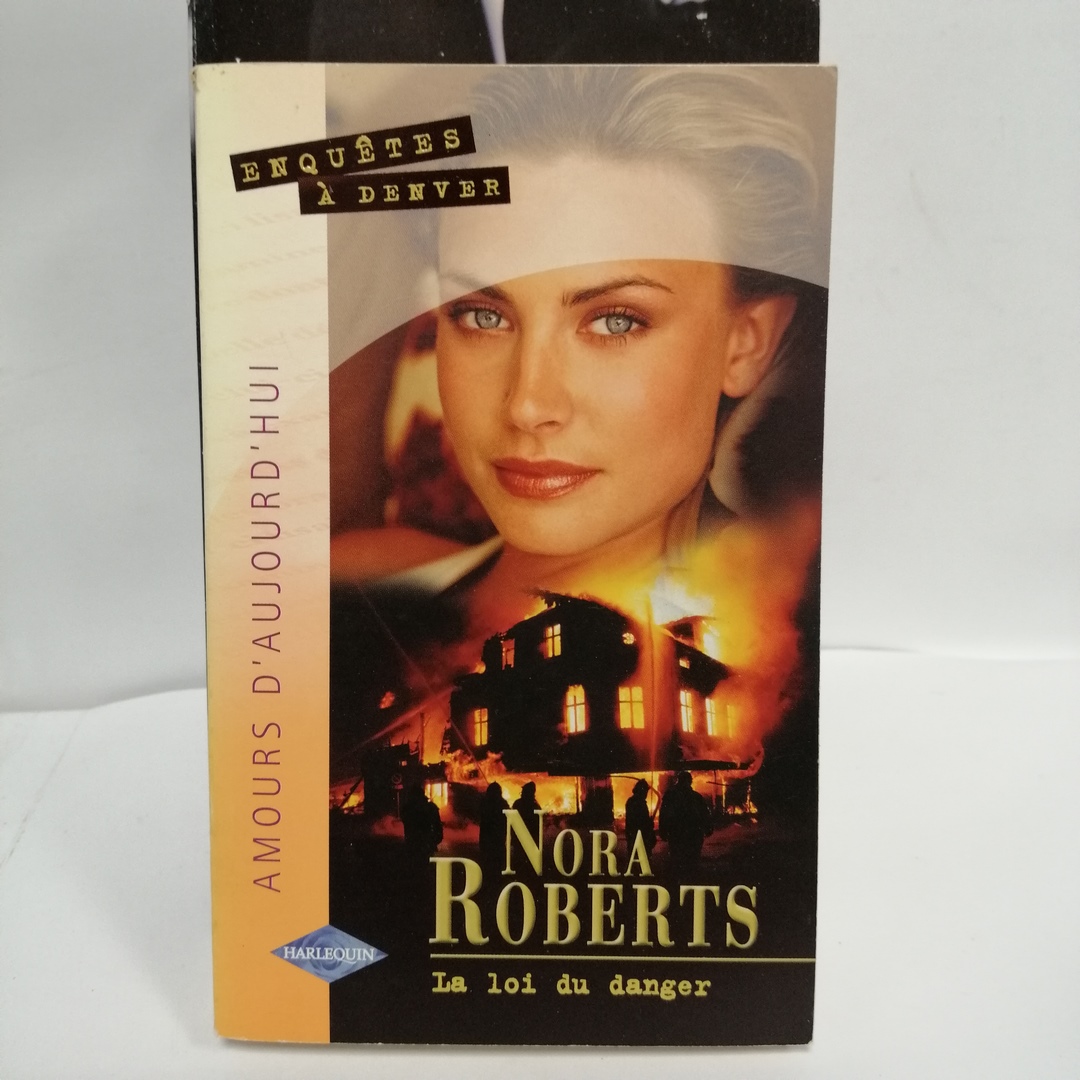 ENQUÊTES
À DENVER
AMOURS D'AUJOURD'HUI
NORA
ROBERTS
HARLEQUIN
La loi du danger